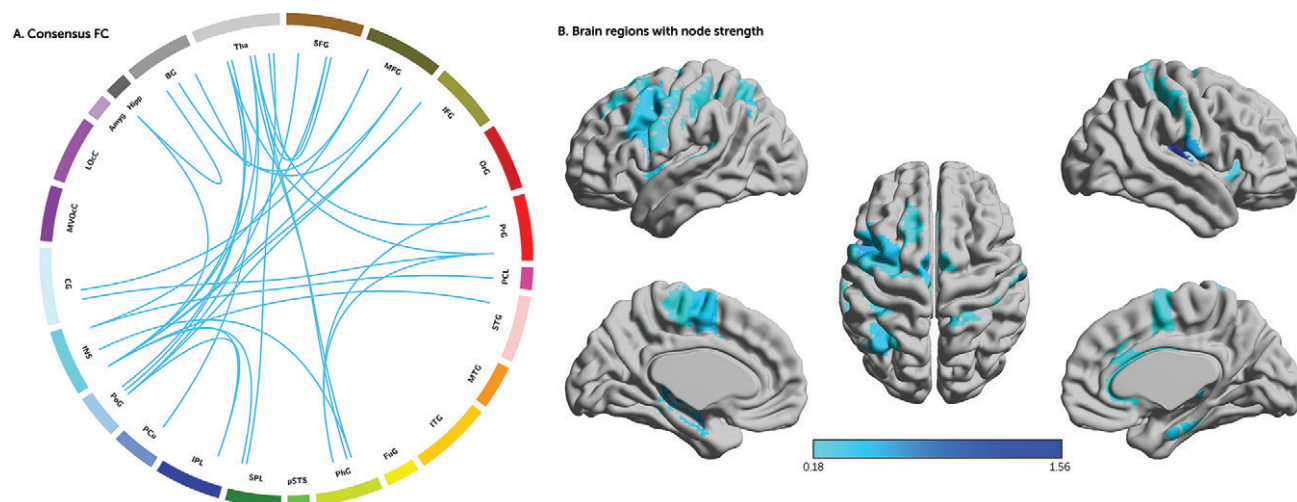 A. Consensus FC
B. Brain regions with node strength
Tha
SFG
BG
MFG
Hipp
IFG
Amyg
OrG
LOcC
MVOcC
PrG
CG
PCL
STG
INS
MTG
PoG
ITG
PCu
IPL
SPL
pSTS
PhG
FuG
0.18
1.56